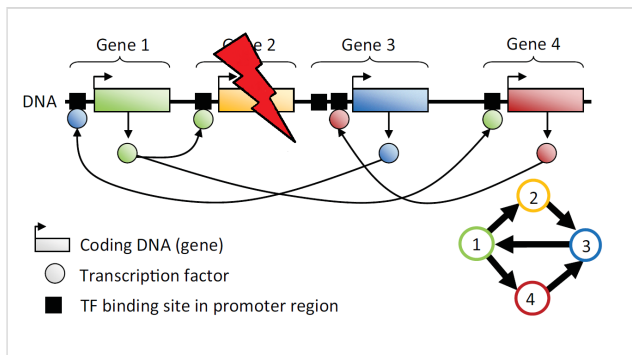 Gene 1
Gene 2
Gene 3
Gene 4
DNA
Coding DNA (gene)
Transcription factor
TF binding site in promoter region
2
1
3
4